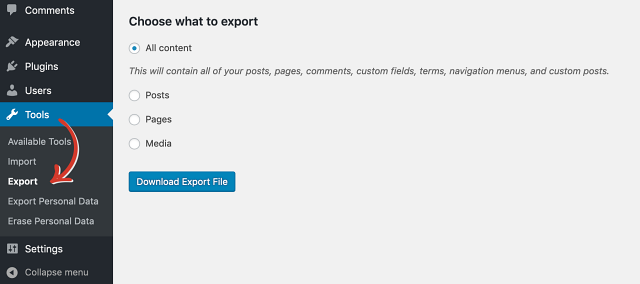 Comments
Appearance
Plugins
Users
Tools
Available Tools
Import
Export
Export Personal Data
Erase Personal Data
Settings
Collapse menu
Choose what to export
All content
This will contain all of your posts, pages, comments, custom fields, terms, navigation menus, and custom posts.
Posts
Pages
Media
Download Export File